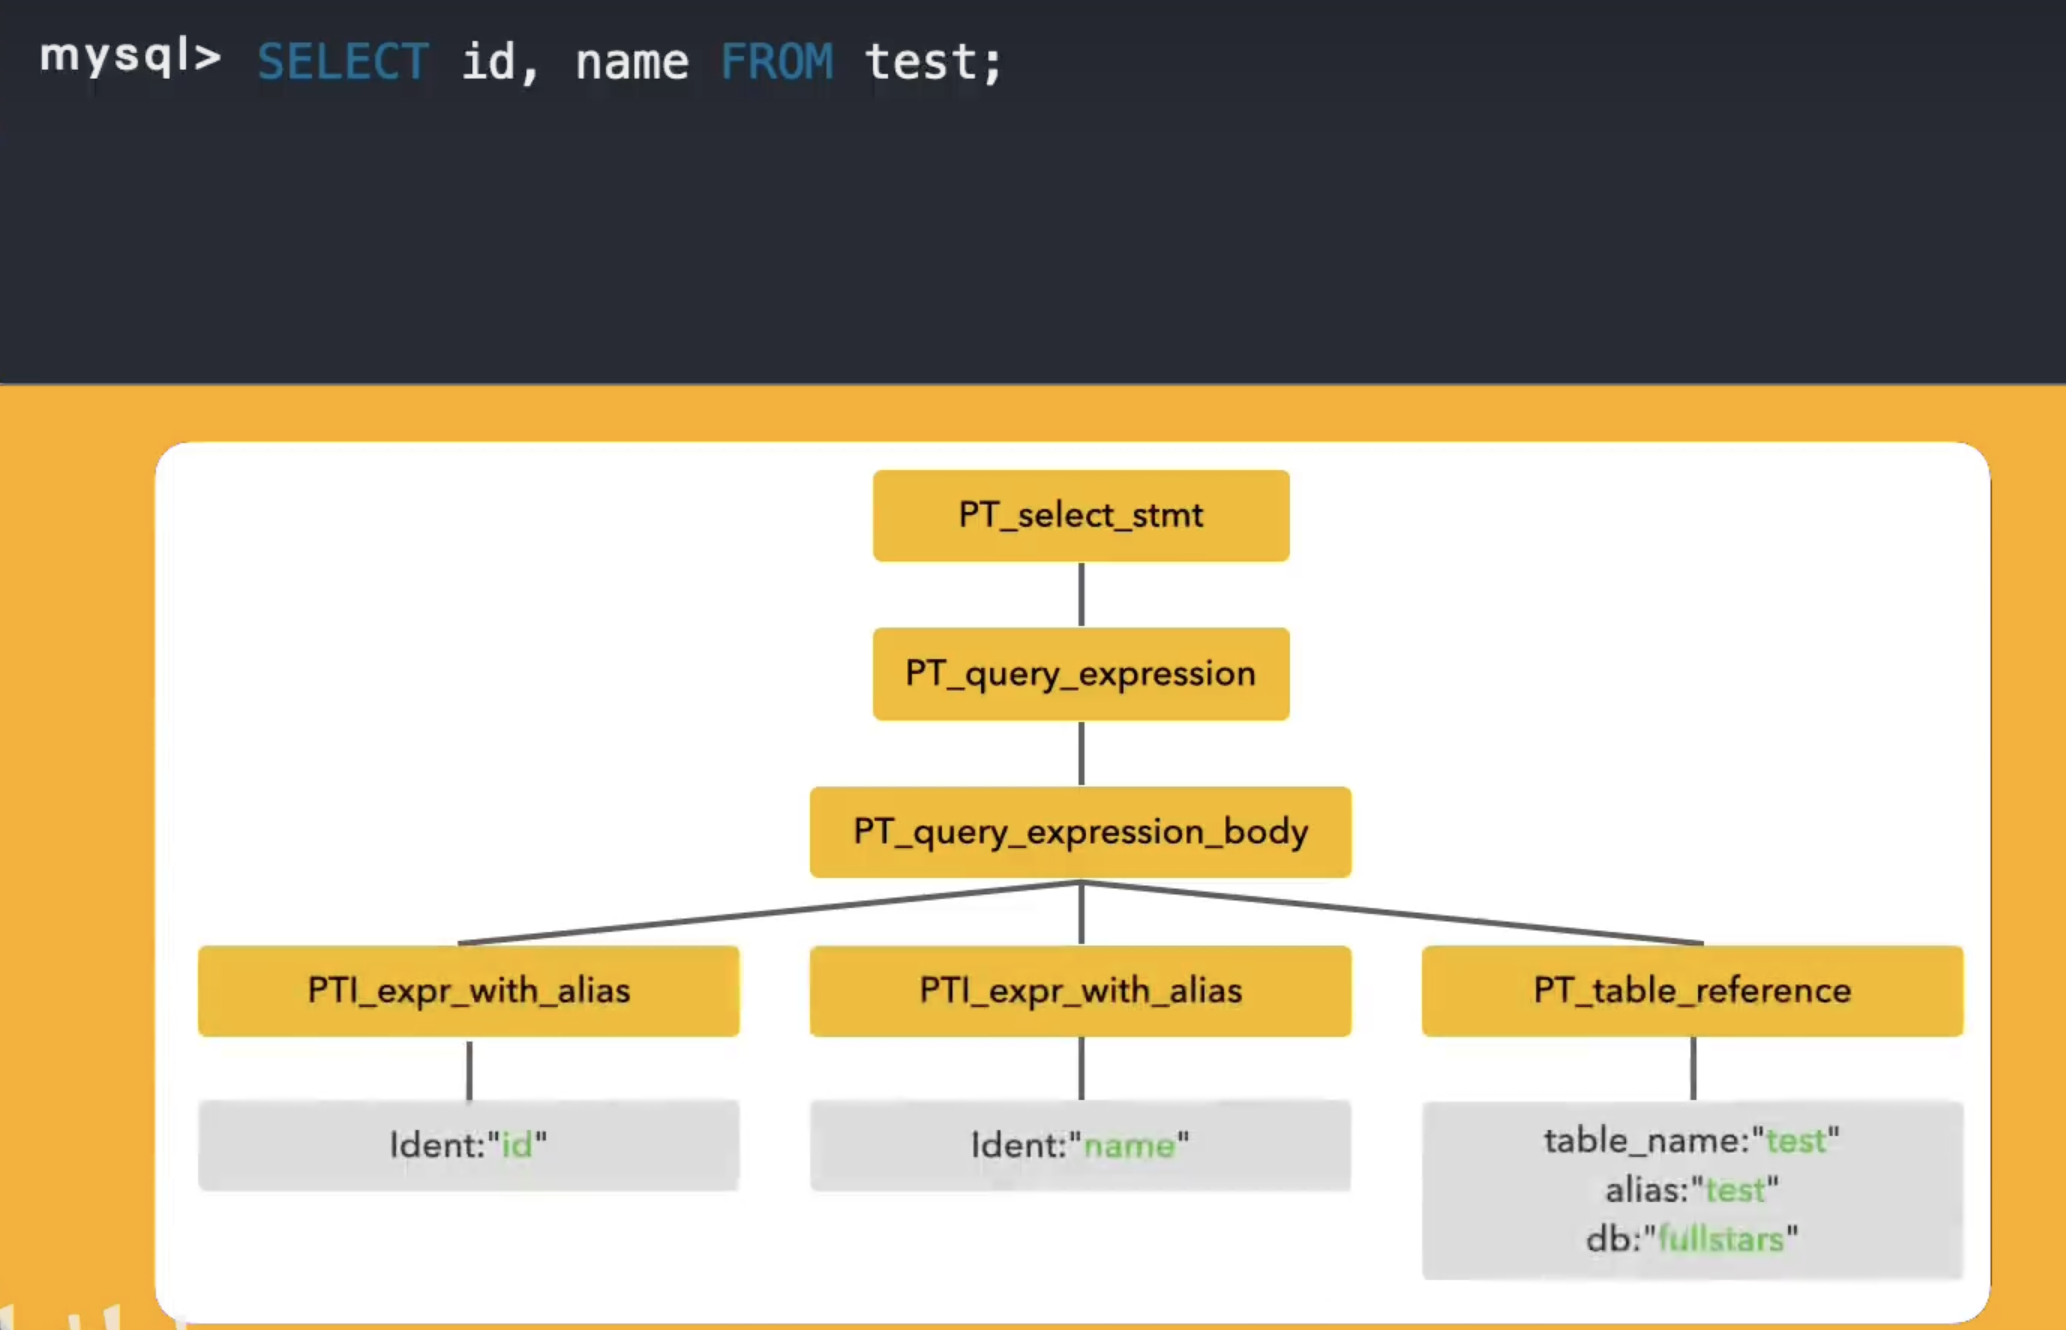 mysql> SELECT id, name FROM test;
PT_select_stmt
PT_query_expression
PT_query_expression_body
PTI_expr_with_alias
PTI_expr_with_alias
PT_table_reference
Ident:"id"
Ident:"name"
table_name:"test"
alias:"test"
db:"fullstars"